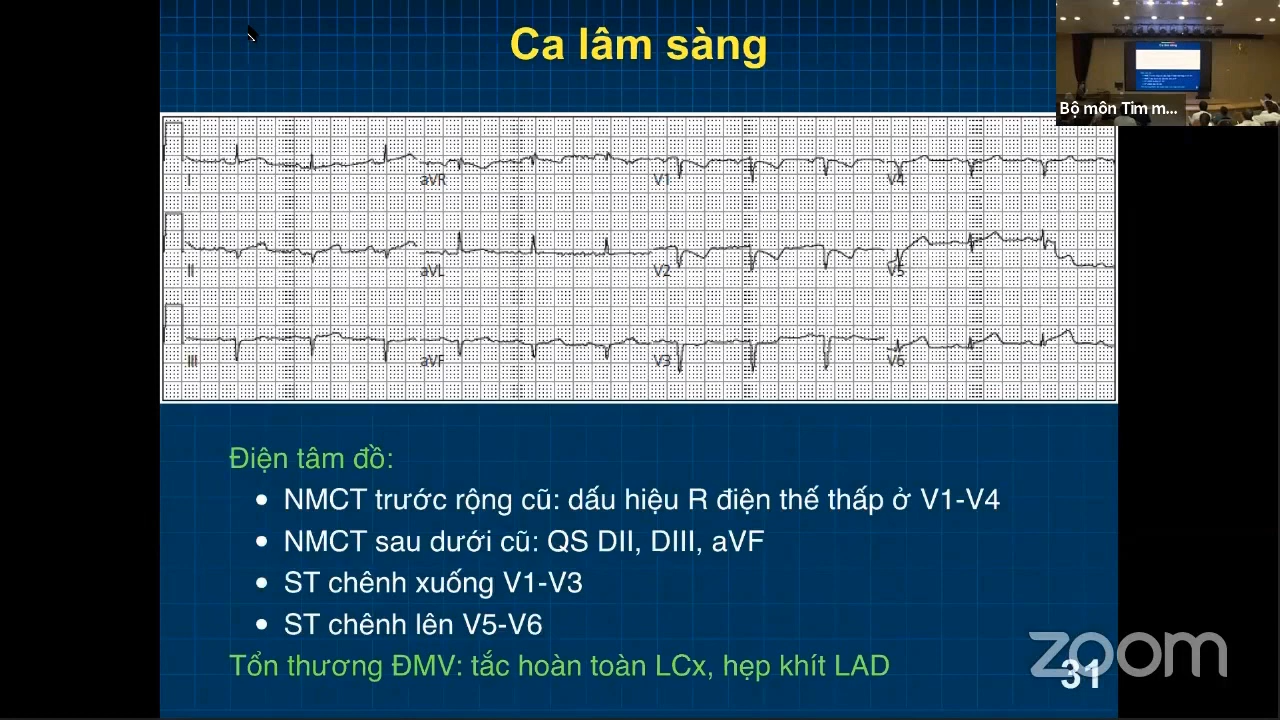 Ca lâm sàng
Bộ môn Tim m...
I
aVR
V1
V4
II
aVL
V2
V5
III
aVF
V3
V6
Điện tâm đồ:
• NMCT trước rộng cũ: dấu hiệu R điện thế thấp ở V1-V4
• NMCT sau dưới cũ: QS DII, DIII, aVF
• ST chênh xuống V1-V3
• ST chênh lên V5-V6
Tổn thương ĐMV: tắc hoàn toàn LCx, hẹp khít LAD
zoom
31